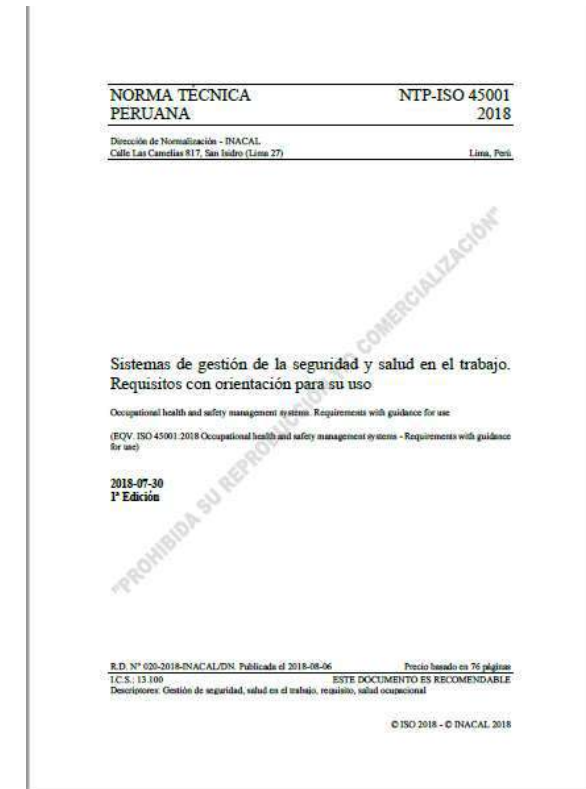 NORMA TÉCNICA NTP-ISO 45001
PERUANA 2018
Dirección de Normalización - INACAL
Calle Las Camelias 817, San Isidro (Lima 27) Lima, Perú
Sistemas de gestión de la seguridad y salud en el trabajo.
Requisitos con orientación para su uso
Occupational health and safety management systems. Requirements with guidance for use
(EQV. ISO 45001:2018 Occupational health and safety management systems - Requirements with guidance
for use)
2018-07-30
1ª Edición
"PROHIBIDA SU REPRODUCCIÓN Y/O COMERCIALIZACIÓN"
R.D. N° 020-2018-INACAL/DN. Publicada el 2018-08-06 Precio basado en 76 páginas
I.C.S.: 13.100 ESTE DOCUMENTO ES RECOMENDABLE
Descriptores: Gestión de seguridad, salud en el trabajo, requisito, salud ocupacional
© ISO 2018 - © INACAL 2018